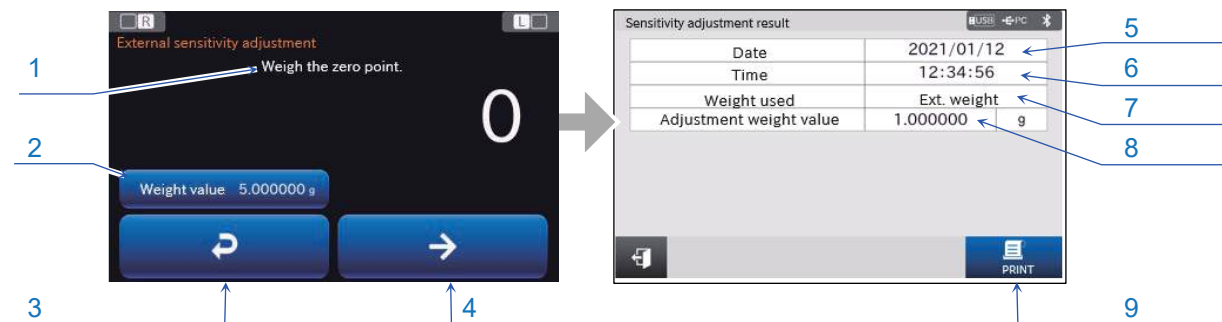 R
L
External sensitivity adjustment
Weigh the zero point.
0
Weight value 5.000000 g
1
2
3
4
Sensitivity adjustment result
USB PC
Date 2021/01/12
Time 12:34:56
Weight used Ext. weight
Adjustment weight value 1.000000 g
PRINT
5
6
7
8
9